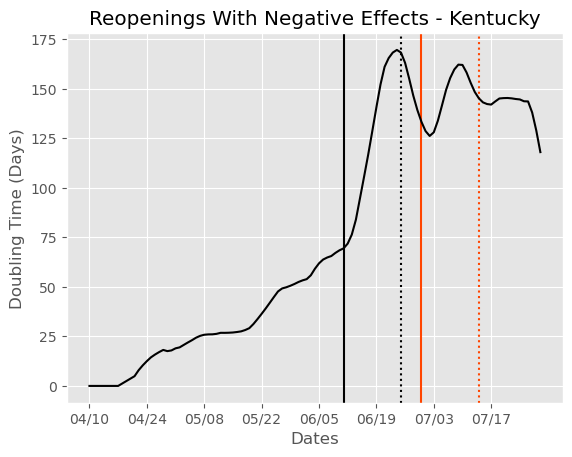 Reopenings With Negative Effects - Kentucky
175
150
125
100
75
50
25
0
Doubling Time (Days)
04/10 04/24 05/08 05/22 06/05 06/19 07/03 07/17
Dates